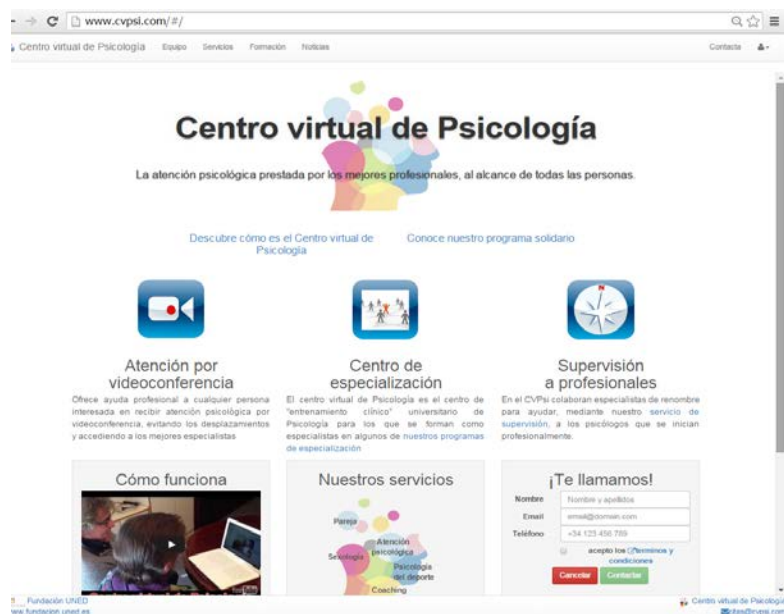 www.cvpsi.com/#/
Centro virtual de Psicología Equipo Servicios Formación Noticias Contacta
Centro virtual de Psicología
La atención psicológica prestada por los mejores profesionales, al alcance de todas las personas.
Descubre cómo es el Centro virtual de
Psicología
Conoce nuestro programa solidario
Atención por
videoconferencia
Ofrece ayuda profesional a cualquier persona
interesada en recibir atención psicológica por
videoconferencia, evitando los desplazamientos
y accediendo a los mejores especialistas
Centro de
especialización
El centro virtual de Psicología es el centro de
"entrenamiento clínico" universitario de
Psicología para los que se forman como
especialistas en algunos de nuestros programas
de especialización
N
Supervisión
a profesionales
En el CVPsi colaboran especialistas de renombre
para ayudar, mediante nuestro servicio de
supervisión, a los psicólogos que se inician
profesionalmente.
Cómo funciona
Nuestros servicios
Pareja
Atención
psicológica
Sexología
Psicología
del deporte
Coaching
¡Te llamamos!
Nombre Nombre y apellidos
Email email@domain.com
Teléfono +34 123 456 789
acepto los terminos y
condiciones
Cancelar Contactar
Fundación UNED
www.fundacion.uned.es
Centro virtual de Psicología